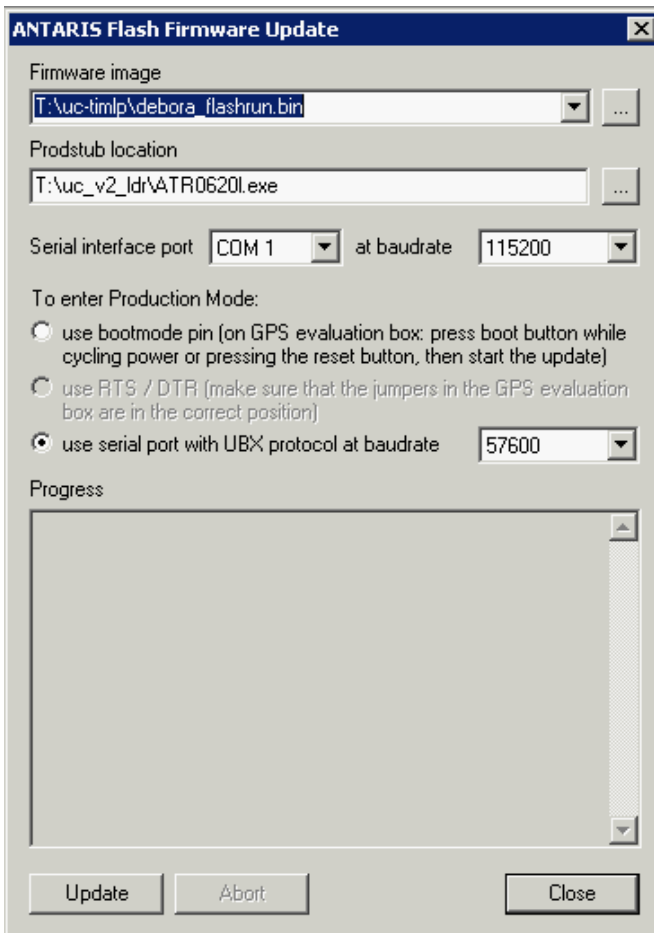 ANTARIS Flash Firmware Update
Firmware image
T:\uc-timlp\debora_flashrun.bin
...
Prodstub location
T:\uc_v2_ldr\ATR0620l.exe
...
Serial interface port COM 1 at baudrate 115200
To enter Production Mode:
use bootmode pin (on GPS evaluation box: press boot button while
cycling power or pressing the reset button, then start the update)
use RTS / DTR (make sure that the jumpers in the GPS evaluation
box are in the correct position)
use serial port with UBX protocol at baudrate 57600
Progress
Update Abort Close